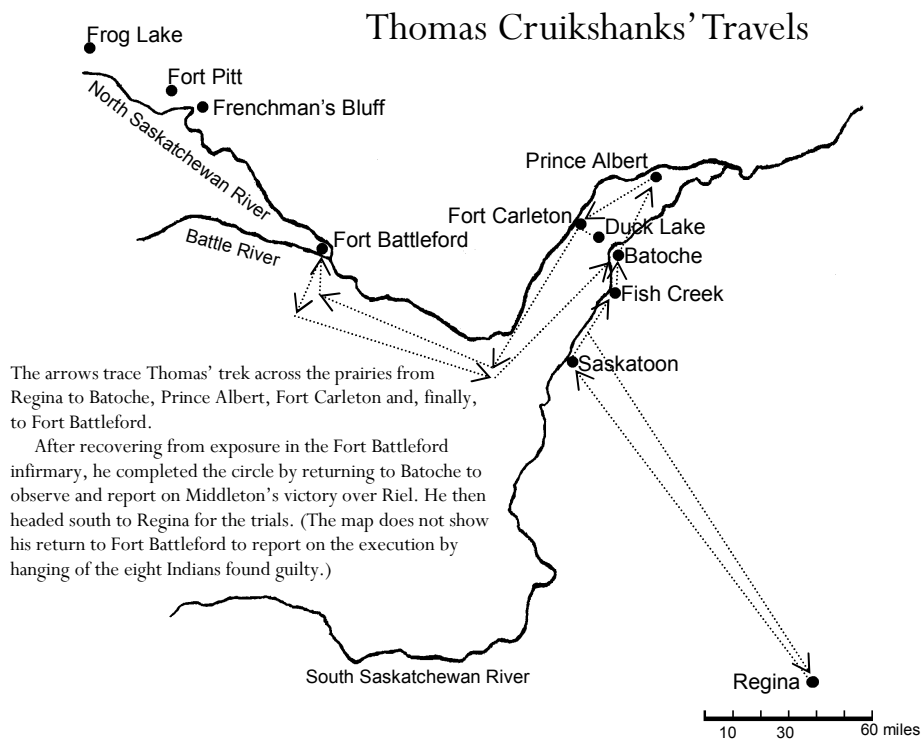 Thomas Cruikshanks’ Travels
Frog Lake
Fort Pitt
Frenchman’s Bluff
North Saskatchewan River
Prince Albert
Fort Carleton
Duck Lake
Battle River
Fort Battleford
Batoche
Fish Creek
Saskatoon
The arrows trace Thomas’ trek across the prairies from
Regina to Batoche, Prince Albert, Fort Carleton and, finally,
to Fort Battleford.
After recovering from exposure in the Fort Battleford
infirmary, he completed the circle by returning to Batoche to
observe and report on Middleton’s victory over Riel. He then
headed south to Regina for the trials. (The map does not show
his return to Fort Battleford to report on the execution by
hanging of the eight Indians found guilty.)
South Saskatchewan River
Regina
10 30 60 miles